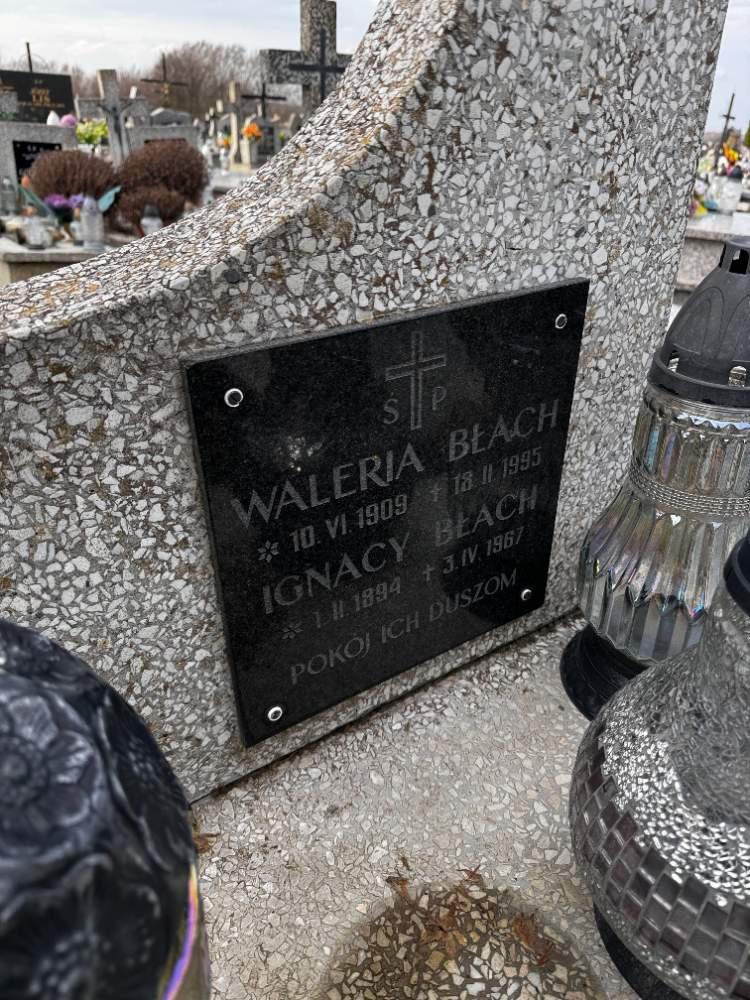 Ś P
WALERIA BŁACH
* 10. VI. 1909 + 18. II 1995
IGNACY BŁACH
* 1. II. 1894 + 3. IV. 1967
POKÓJ ICH DUSZOM